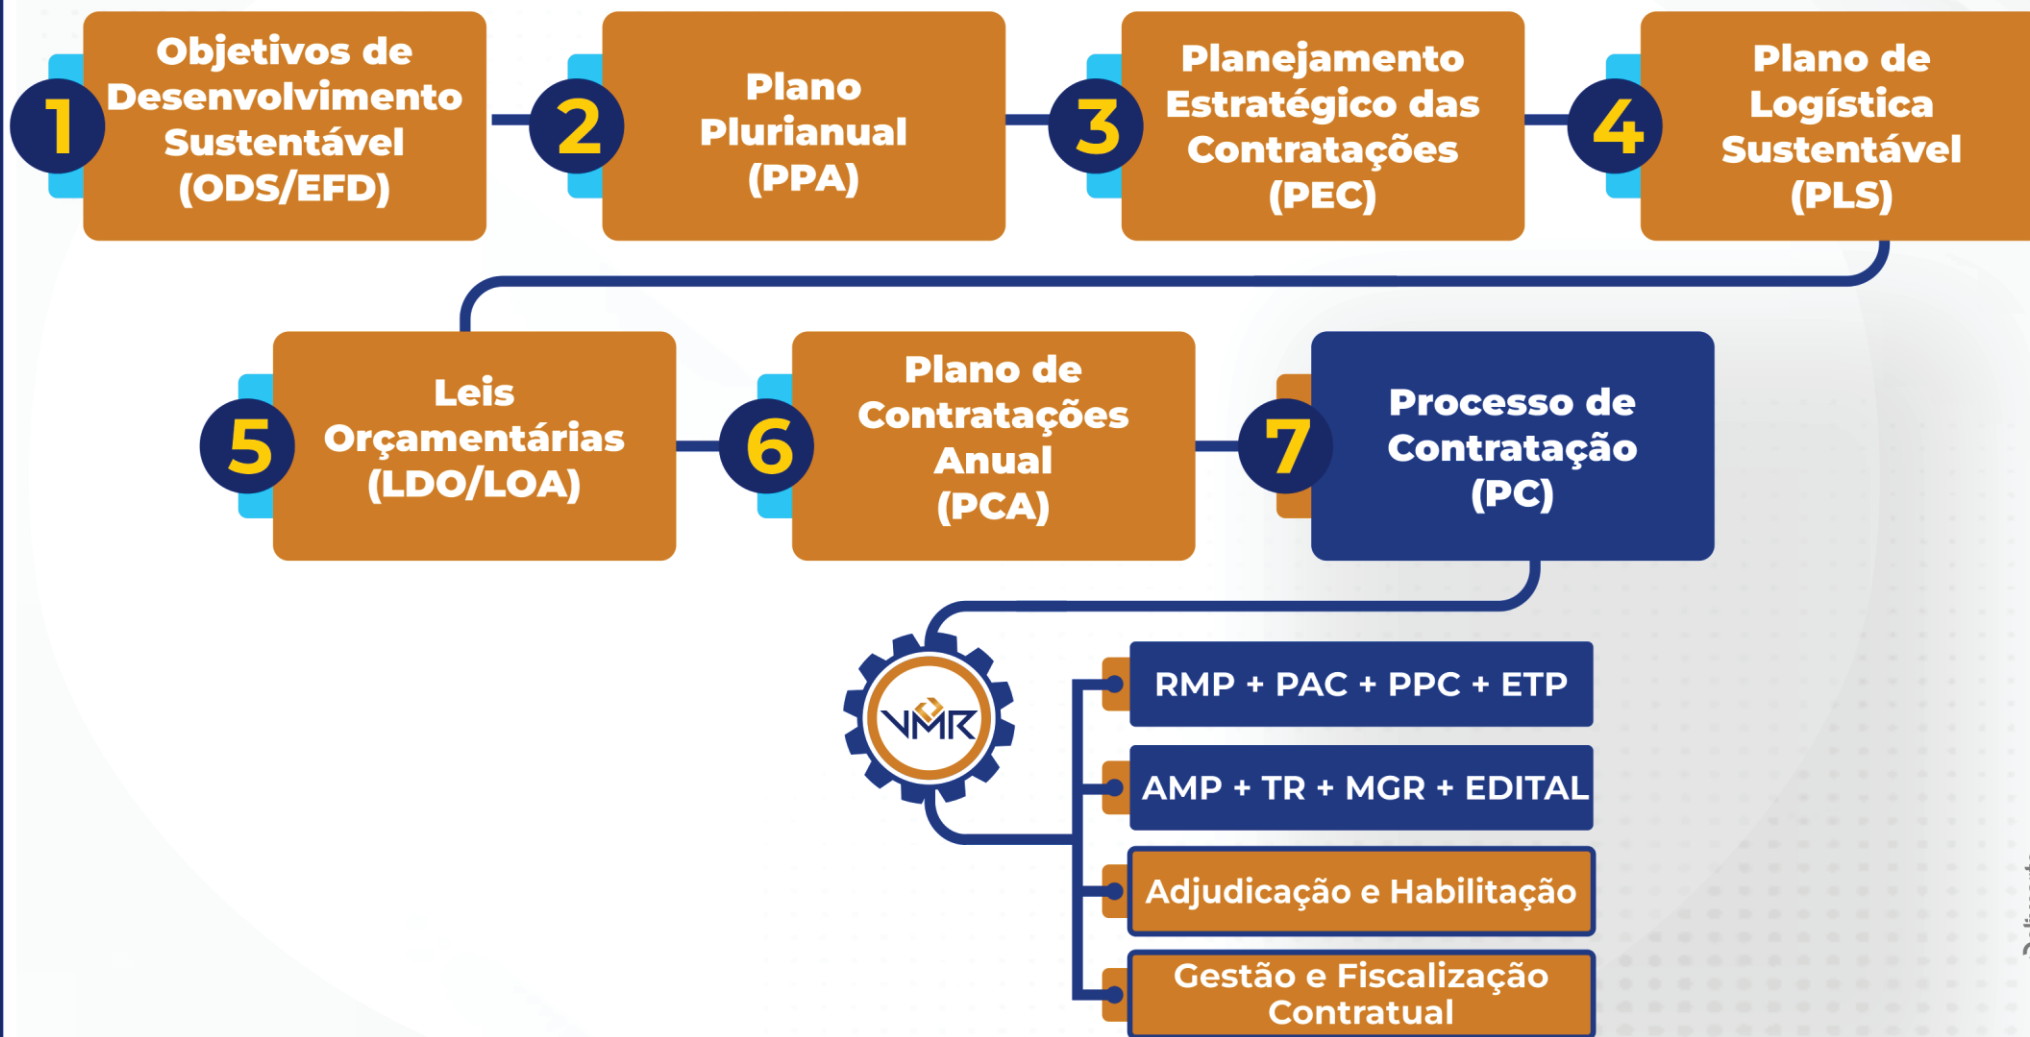 1
Objetivos de
Desenvolvimento
Sustentável
(ODS/EFD)
2
Plano
Plurianual
(PPA)
3
Planejamento
Estratégico das
Contratações
(PEC)
4
Plano de
Logística
Sustentável
(PLS)
5
Leis
Orçamentárias
(LDO/LOA)
6
Plano de
Contratações
Anual
(PCA)
7
Processo de
Contratação
(PC)
VMR
RMP + PAC + PPC + ETP
AMP + TR + MGR + EDITAL
Adjudicação e Habilitação
Gestão e Fiscalização
Contratual